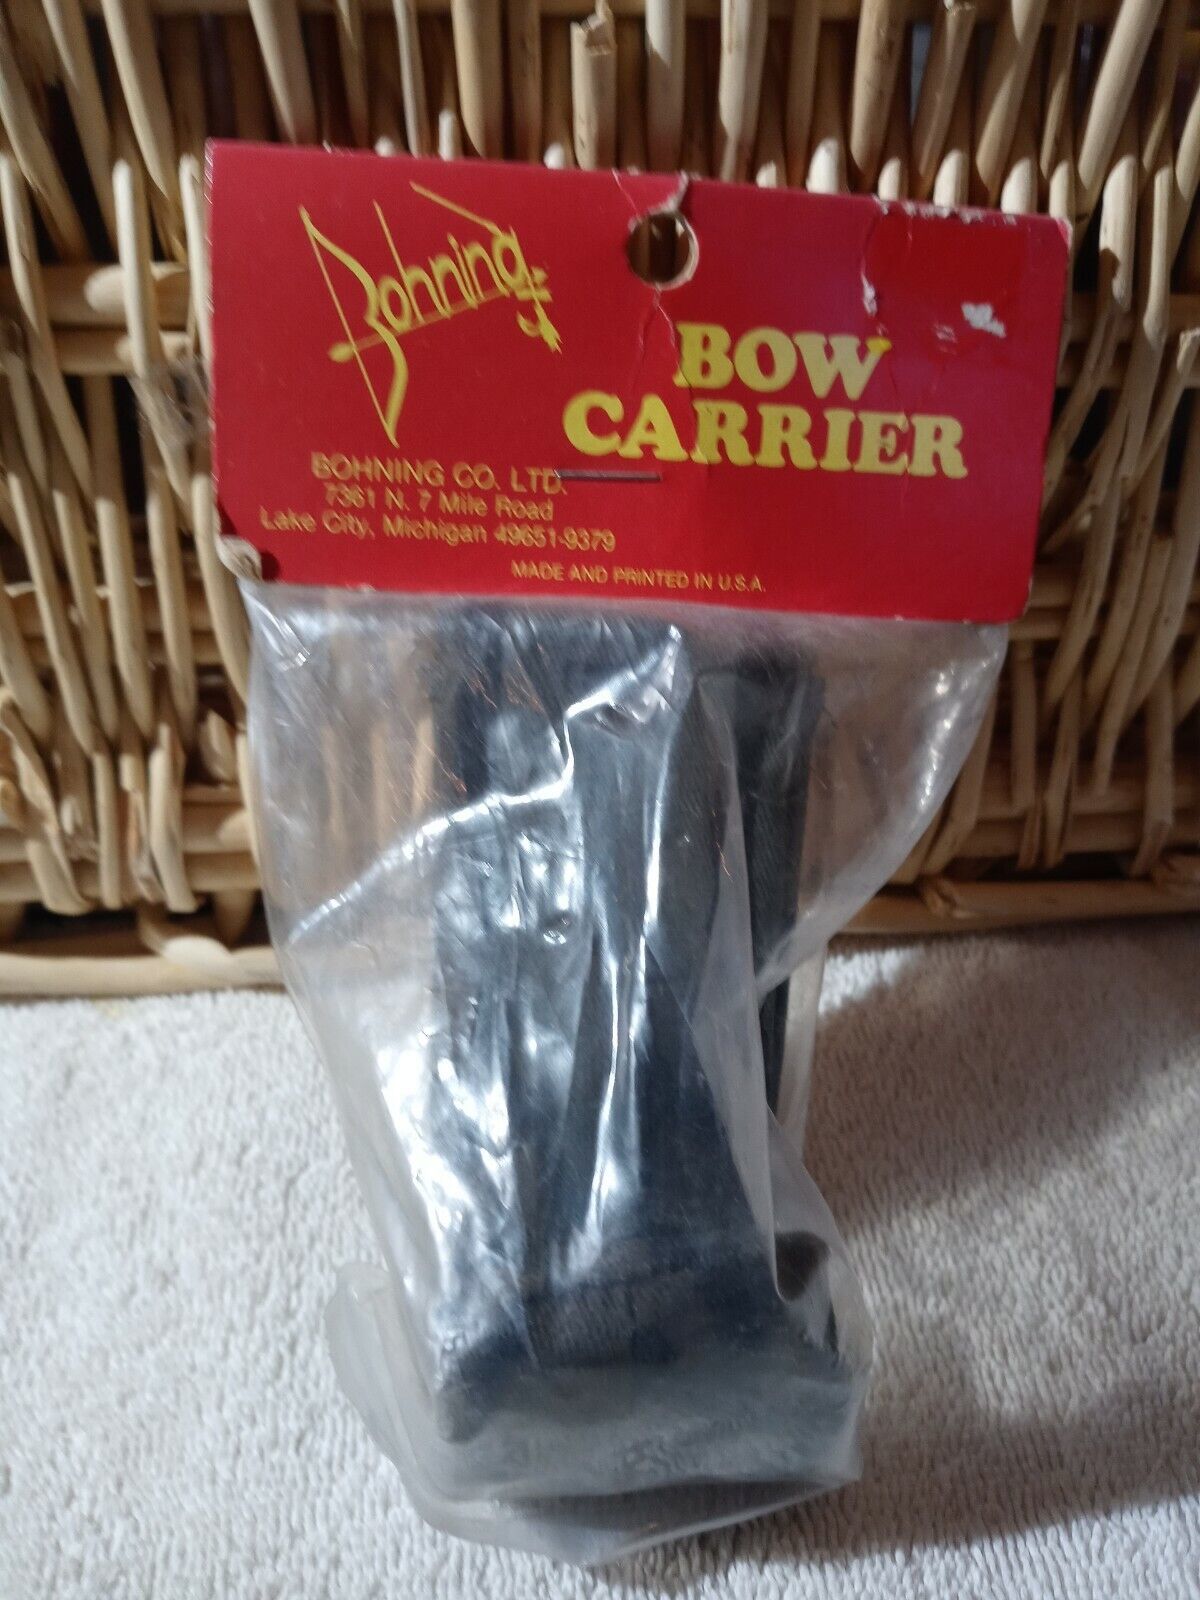 Bohning
BOW
CARRIER
BOHNING CO. LTD.
7361 N. 7 Mile Road
Lake City, Michigan 49651-9379
MADE AND PRINTED IN U.S.A.